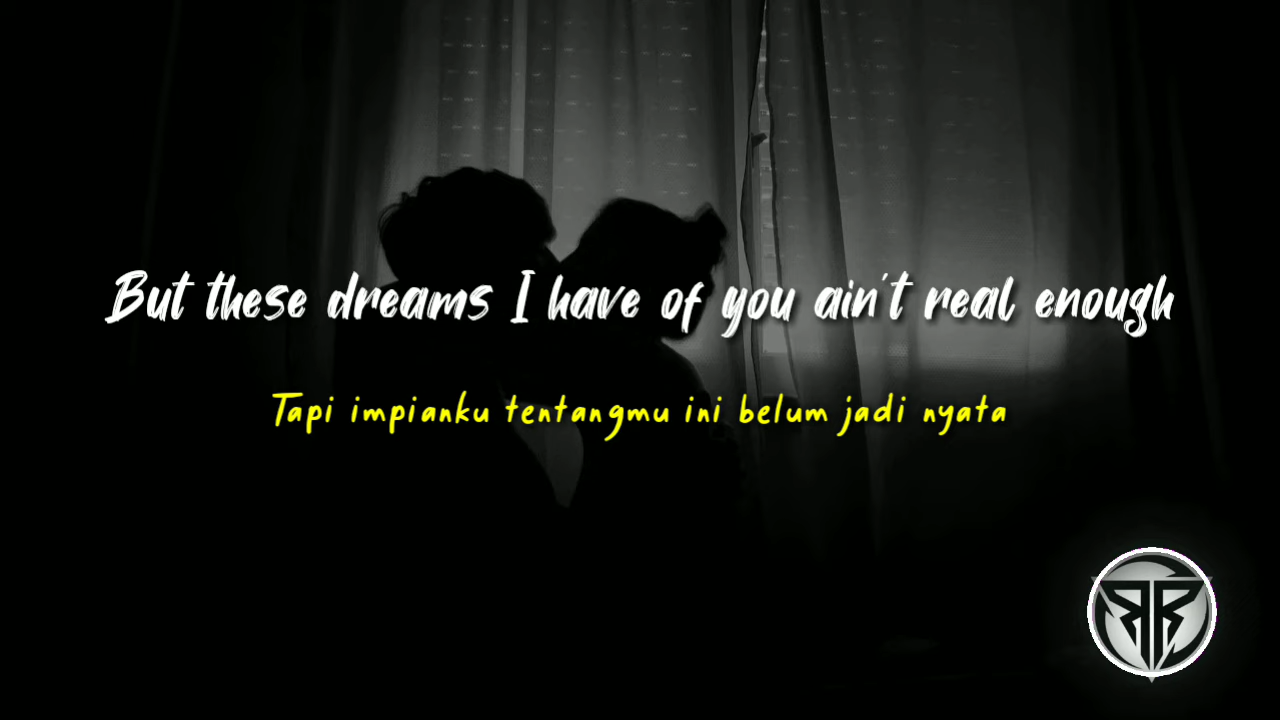 But these dreams I have of you ain't real enough
Tapi impianku tentangmu ini belum jadi nyata